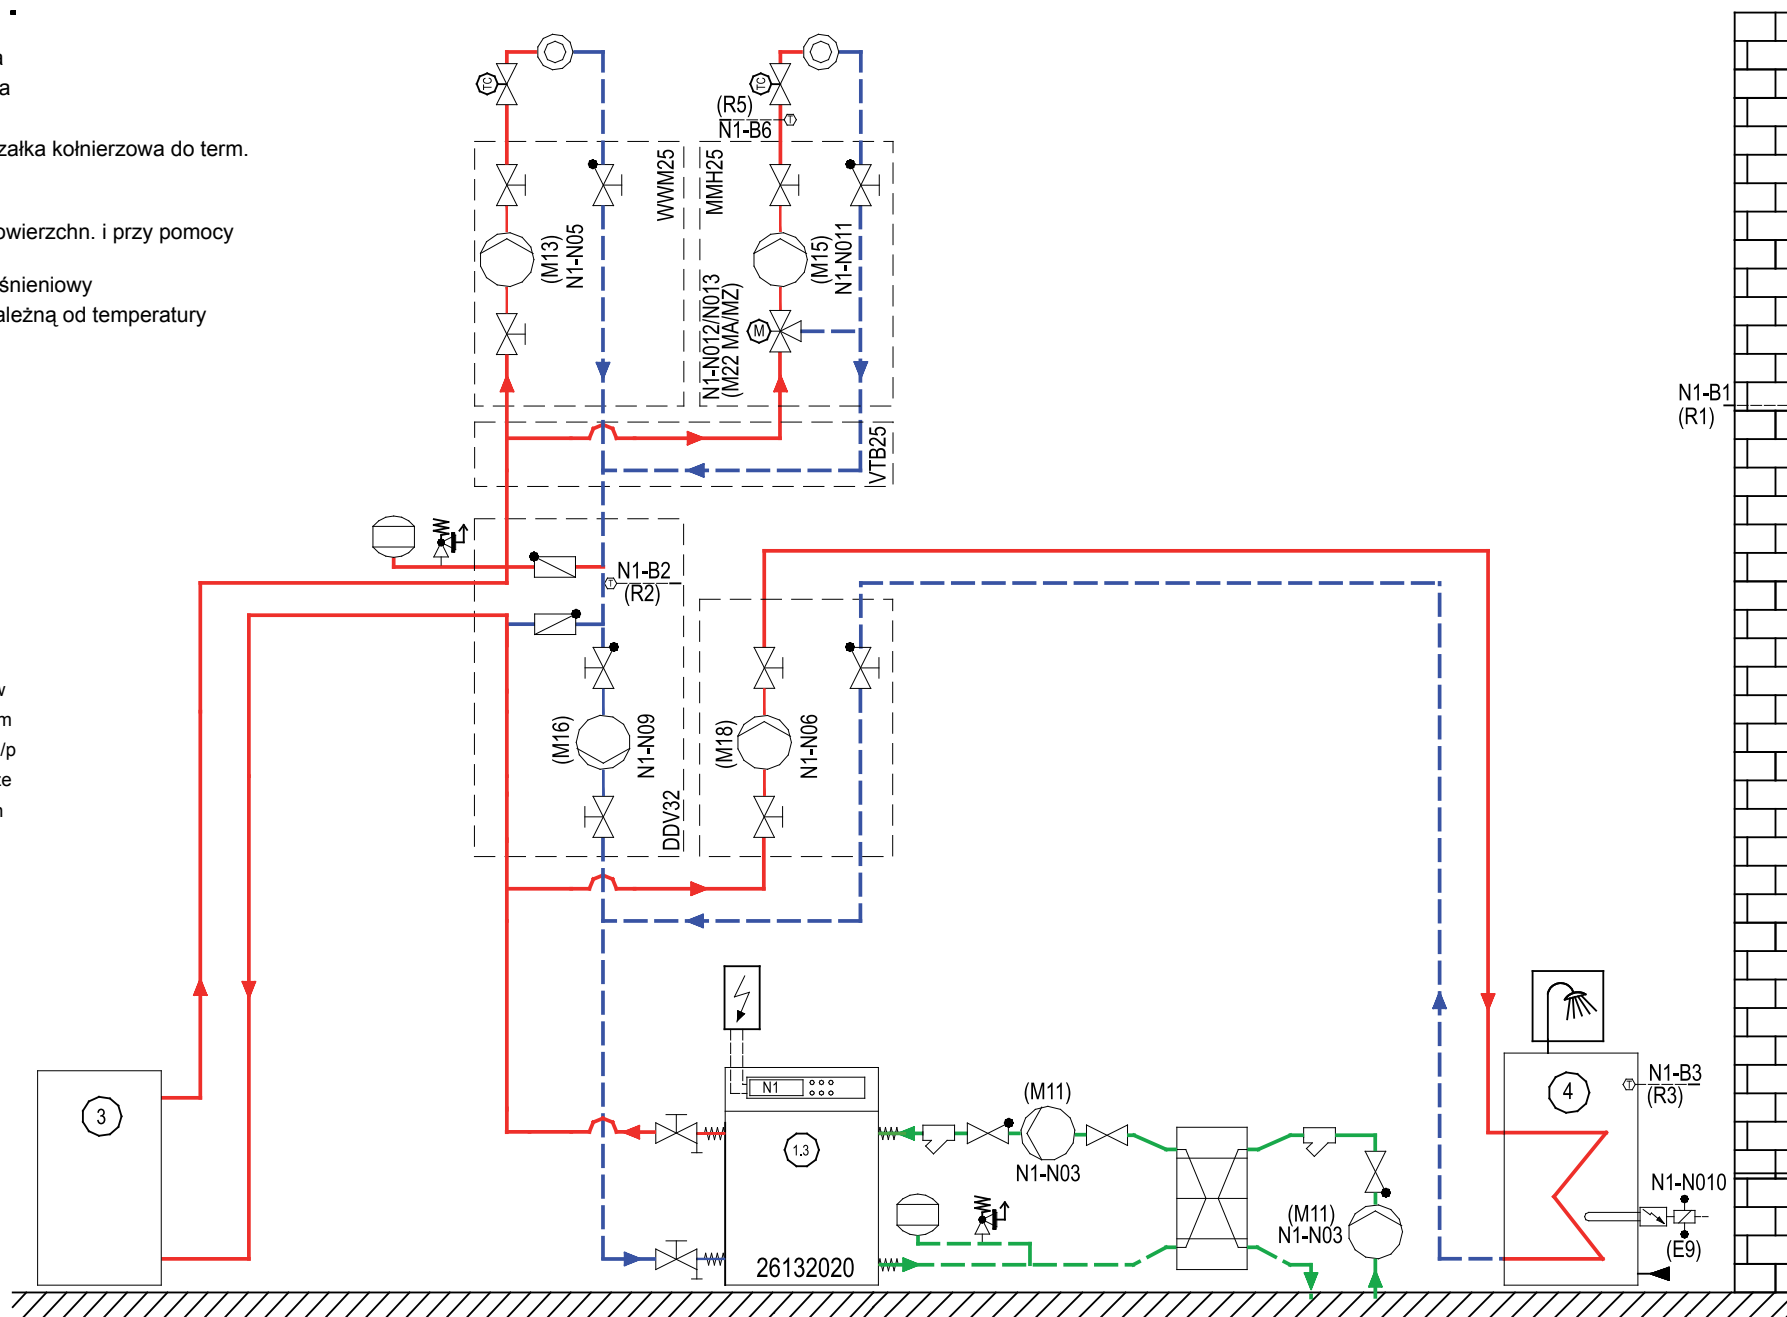 a
a
załka kołnierzowa do term.
owierzchn. i przy pomocy
śnieniowy
ależną od temperatury
w
m
/p
że
h
TC
TC
(R5)
N1-B6
WWM25
MMH25
(M13)
N1-N05
(M15)
N1-N011
N1-N012/N013
(M22 MA/MZ)
M
VTB25
N1-B1
(R1)
T
N1-B2
(R2)
T
(M16)
N1-N09
DDV32
(M18)
N1-N06
N1
3
1.3
26132020
(M11)
N1-N03
(M11)
N1-N03
4
T
N1-B3
(R3)
N1-N010
(E9)